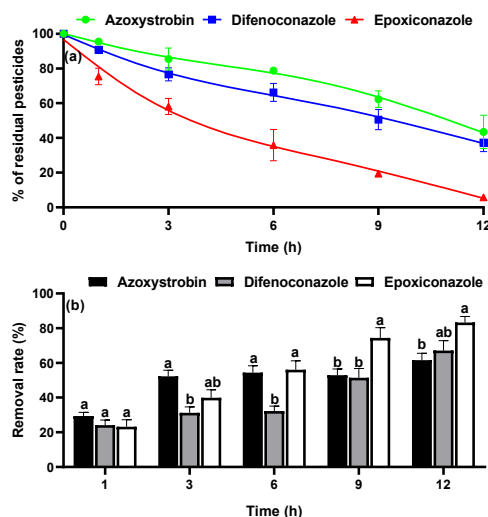 Azoxystrobin Difenoconazole Epoxiconazole
100
(a)
80
60
40
20
0
% of residual pesticides
0 3 6 9 12
Time (h)
Azoxystrobin Difenoconazole Epoxiconazole
100
(b)
80
60
40
20
0
Removal rate (%)
a a a
a b ab
a b a
b b a
b ab a
1 3 6 9 12
Time (h)